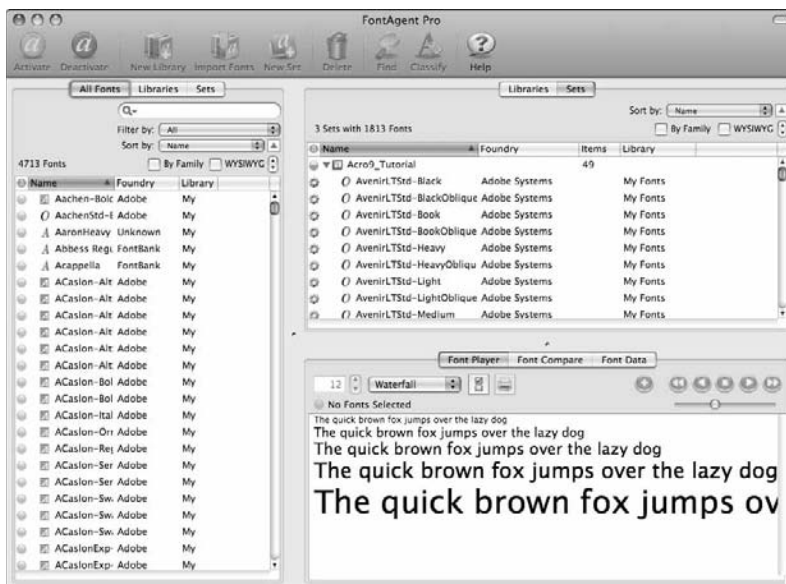 FontAgent Pro
Activate Deactivate New Library Import Fonts New Set Delete Find Classify Help
All Fonts Libraries Sets
Filter by: All
Sort by: Name
4713 Fonts By Family WYSIWYG
Name Foundry Library
Aachen-Bolc Adobe My
AachenStd-E Adobe My
AaronHeavy Unknown My
Abbess Regu FontBank My
Acappella FontBank My
ACaslon-Alt Adobe My
ACaslon-Alt Adobe My
ACaslon-Alt Adobe My
ACaslon-Alt Adobe My
ACaslon-Alt Adobe My
ACaslon-Bol Adobe My
ACaslon-Bol Adobe My
ACaslon-Ital Adobe My
ACaslon-Orr Adobe My
ACaslon-Reg Adobe My
ACaslon-Ser Adobe My
ACaslon-Ser Adobe My
ACaslon-Swa Adobe My
ACaslon-Swa Adobe My
ACaslon-Swa Adobe My
ACaslonExp- Adobe My
ACaslonExp- Adobe My
Libraries Sets
Sort by: Name
3 Sets with 1813 Fonts By Family WYSIWYG
Name Foundry Items Library
Acro9_Tutorial 49
AvenirLTStd-Black Adobe Systems My Fonts
AvenirLTStd-BlackOblique Adobe Systems My Fonts
AvenirLTStd-Book Adobe Systems My Fonts
AvenirLTStd-BookOblique Adobe Systems My Fonts
AvenirLTStd-Heavy Adobe Systems My Fonts
AvenirLTStd-HeavyObliqu Adobe Systems My Fonts
AvenirLTStd-Light Adobe Systems My Fonts
AvenirLTStd-LightOblique Adobe Systems My Fonts
AvenirLTStd-Medium Adobe Systems My Fonts
Font Player Font Compare Font Data
12 Waterfall
No Fonts Selected
The quick brown fox jumps over the lazy dog
The quick brown fox jumps over the lazy dog
The quick brown fox jumps over the lazy dog
The quick brown fox jumps over the lazy dog
The quick brown fox jumps ov